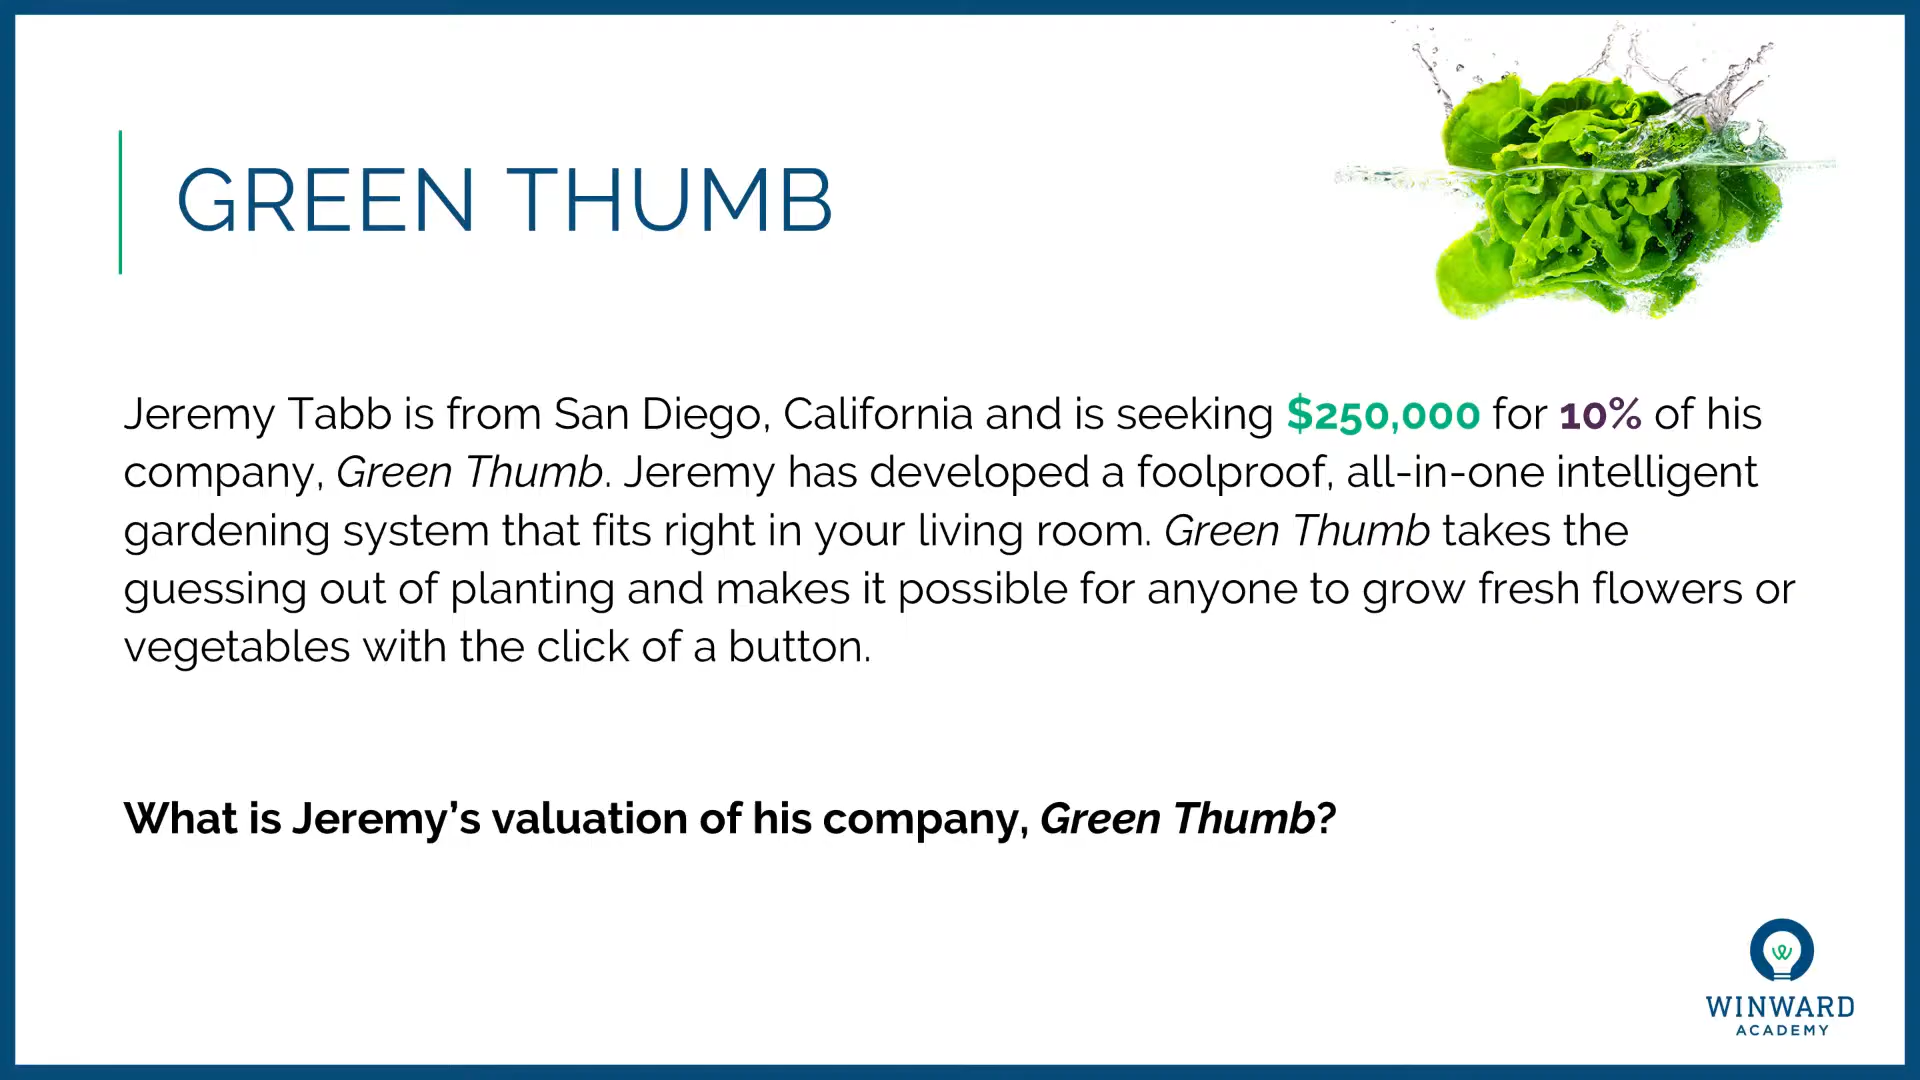 GREEN THUMB
Jeremy Tabb is from San Diego, California and is seeking $250,000 for 10% of his
company, Green Thumb. Jeremy has developed a foolproof, all-in-one intelligent
gardening system that fits right in your living room. Green Thumb takes the
guessing out of planting and makes it possible for anyone to grow fresh flowers or
vegetables with the click of a button.
What is Jeremy’s valuation of his company, Green Thumb?
WINWARD
ACADEMY